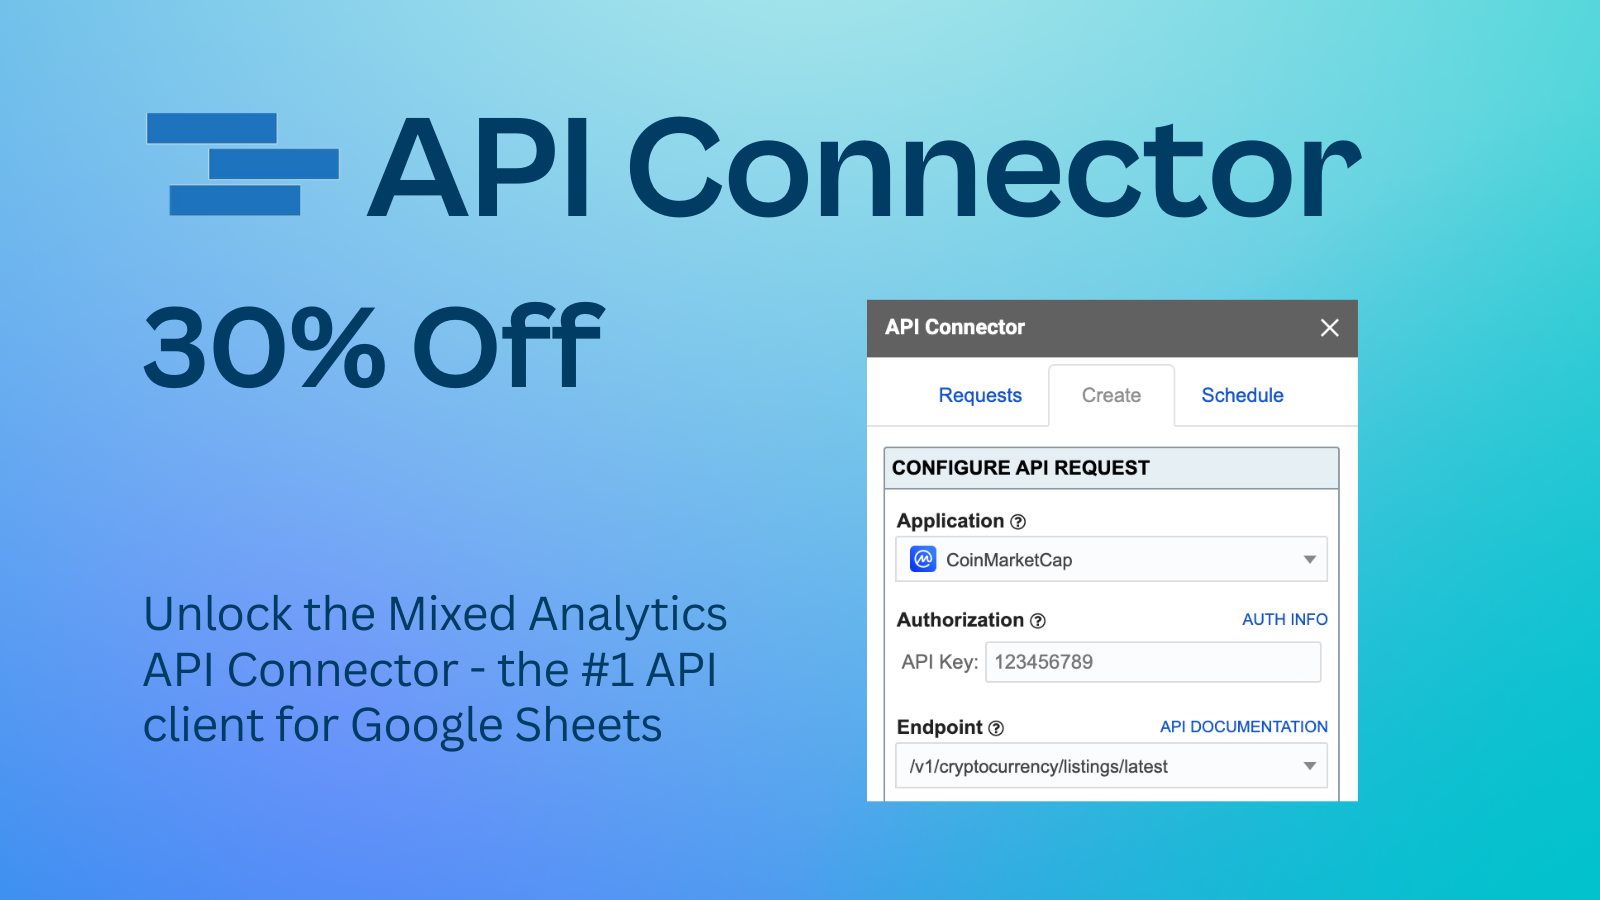 API Connector
30% Off
Unlock the Mixed Analytics
API Connector - the #1 API
client for Google Sheets
API Connector
Requests Create Schedule
CONFIGURE API REQUEST
Application ?
CoinMarketCap
Authorization ? AUTH INFO
API Key: 123456789
Endpoint ? API DOCUMENTATION
/v1/cryptocurrency/listings/latest